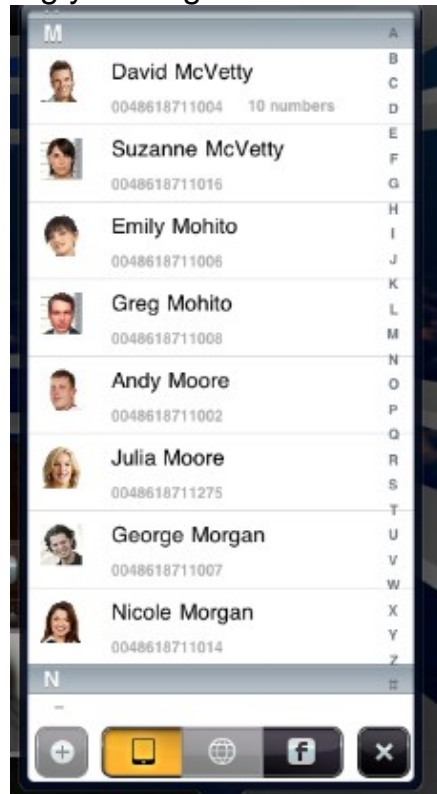 M
David McVetty
0048618711004 10 numbers
Suzanne McVetty
0048618711016
Emily Mohito
0048618711006
Greg Mohito
0048618711008
Andy Moore
0048618711002
Julia Moore
0048618711275
George Morgan
0048618711007
Nicole Morgan
0048618711014
N
A
B
C
D
E
F
G
H
I
J
K
L
M
N
O
P
Q
R
S
T
U
V
W
X
Y
Z
#
f